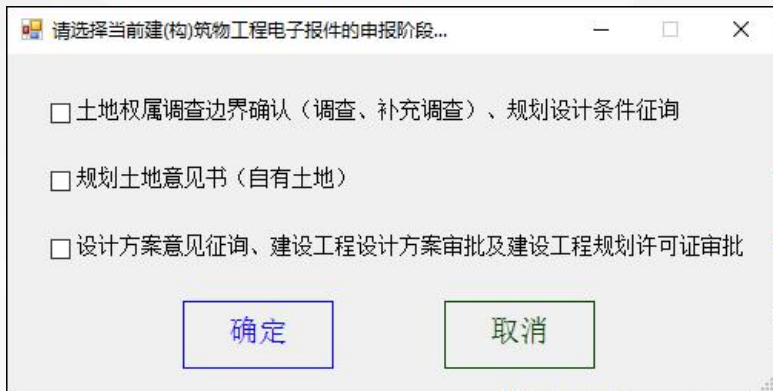 请选择当前建(构)筑物工程电子报件的申报阶段...
土地权属调查边界确认（调查、补充调查）、规划设计条件征询
规划土地意见书（自有土地）
设计方案意见征询、建设工程设计方案审批及建设工程规划许可证审批
确定
取消